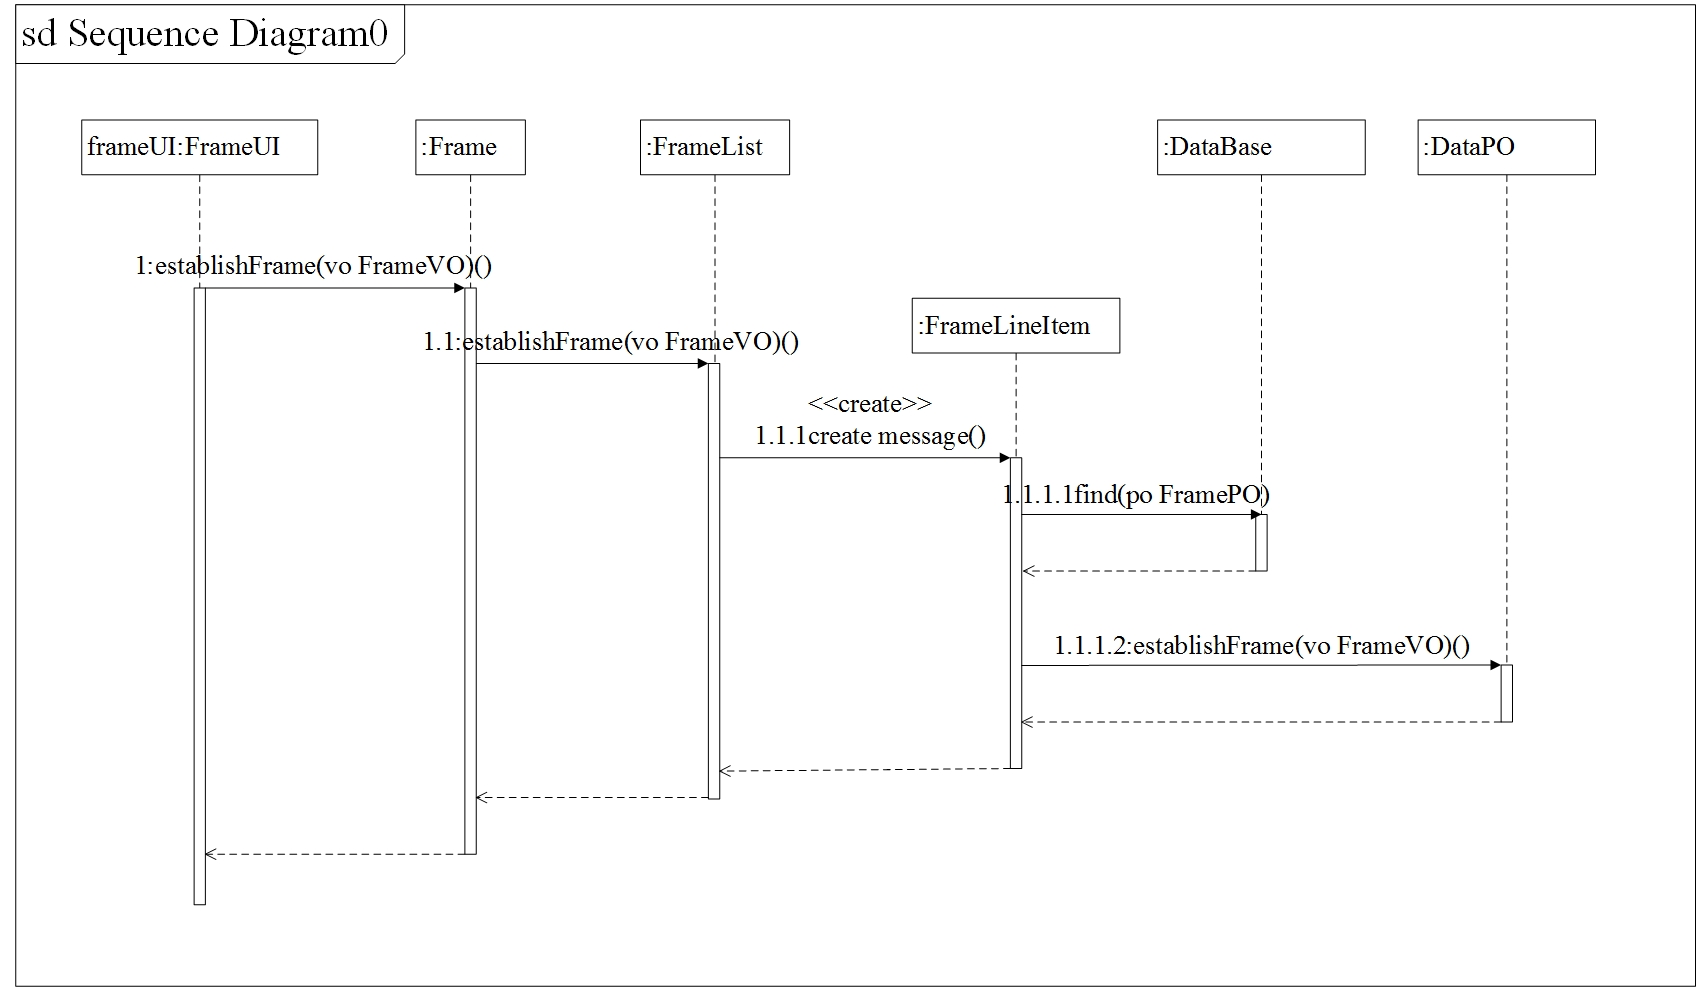 sd Sequence Diagram0
frameUI:FrameUI
:Frame
:FrameList
:DataBase
:DataPO
1:establishFrame(vo FrameVO)()
:FrameLineItem
1.1:establishFrame(vo FrameVO)()
<<create>>
1.1.1create message()
1.1.1.1find(po FramePO)
1.1.1.2:establishFrame(vo FrameVO)()